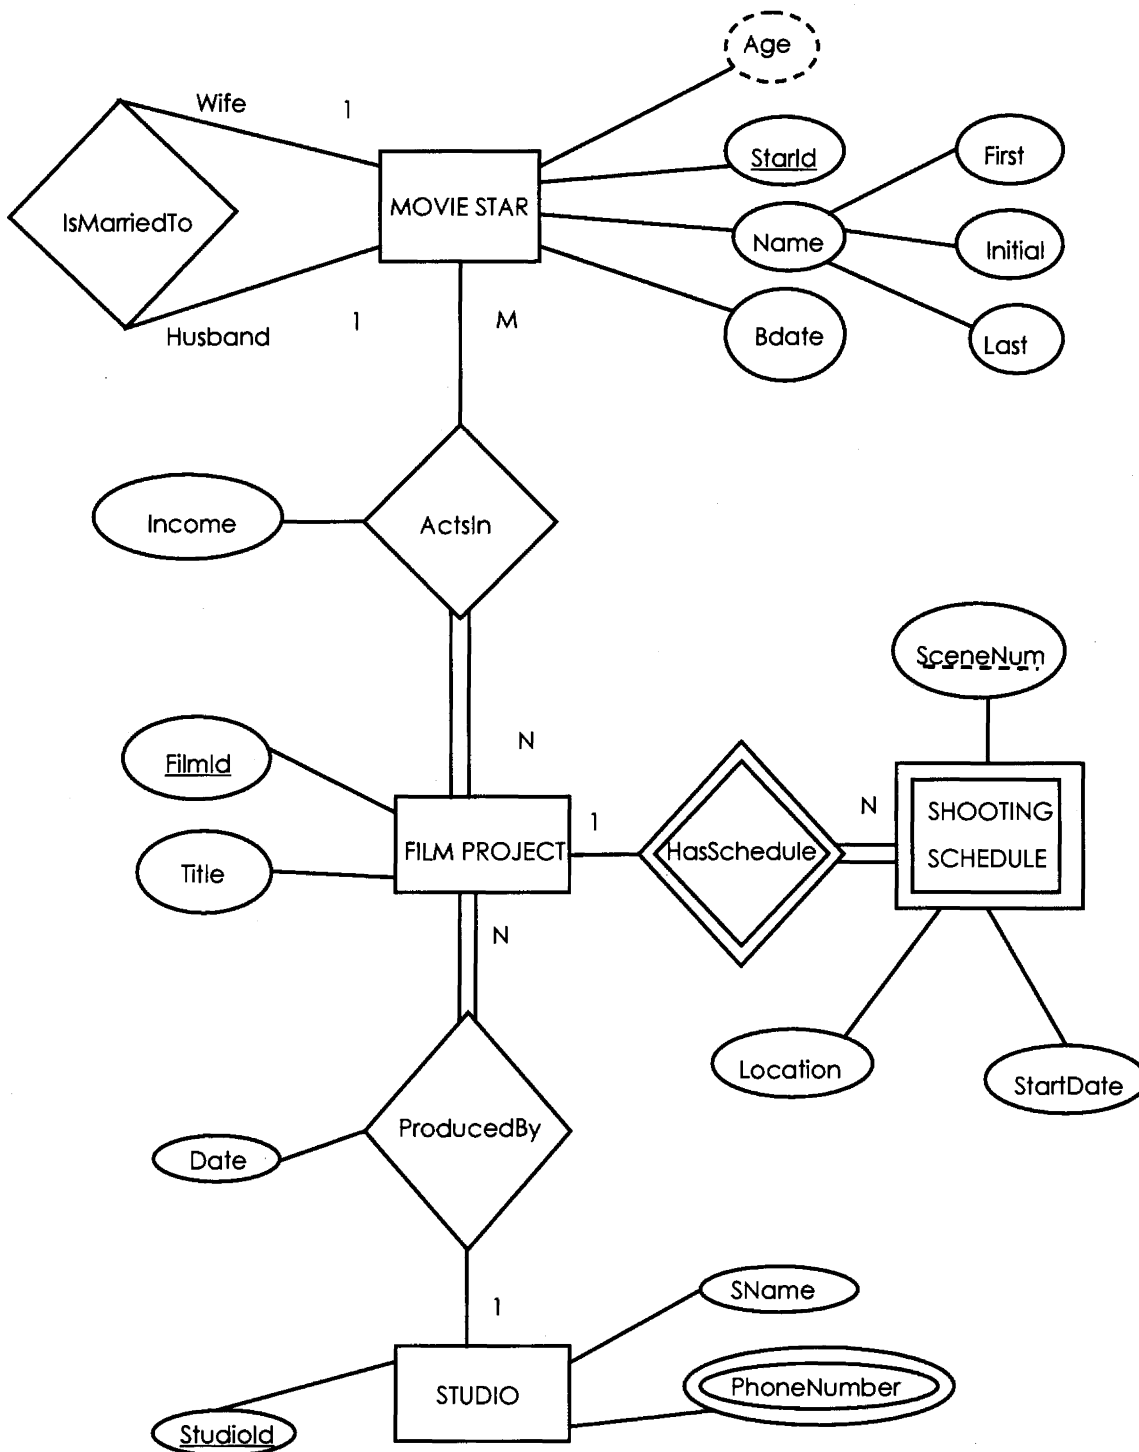 Age
Wife
1
StarId
First
MOVIE STAR
IsMarriedTo
Name
Initial
Husband
1
M
Bdate
Last
Income
ActsIn
SceneNum
N
FilmId
N
SHOOTING
1
FILM PROJECT
HasSchedule
SCHEDULE
Title
N
Location
StartDate
ProducedBy
Date
SName
1
PhoneNumber
STUDIO
StudioId